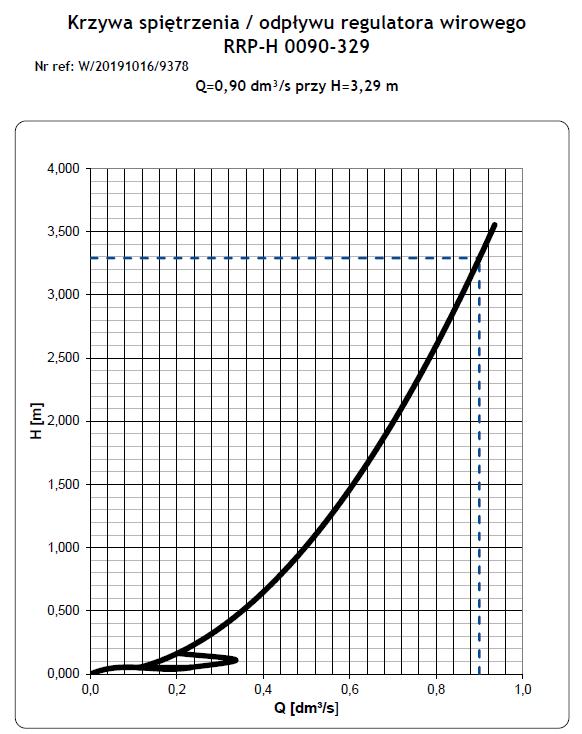 Krzywa spiętrzenia / odpływu regulatora wirowego
RRP-H 0090-329
Nr ref: W/20191016/9378
Q=0,90 dm³/s przy H=3,29 m
4,000
3,500
3,000
2,500
2,000
1,500
1,000
0,500
0,000
H [m]
0,0 0,2 0,4 0,6 0,8 1,0
Q [dm³/s]